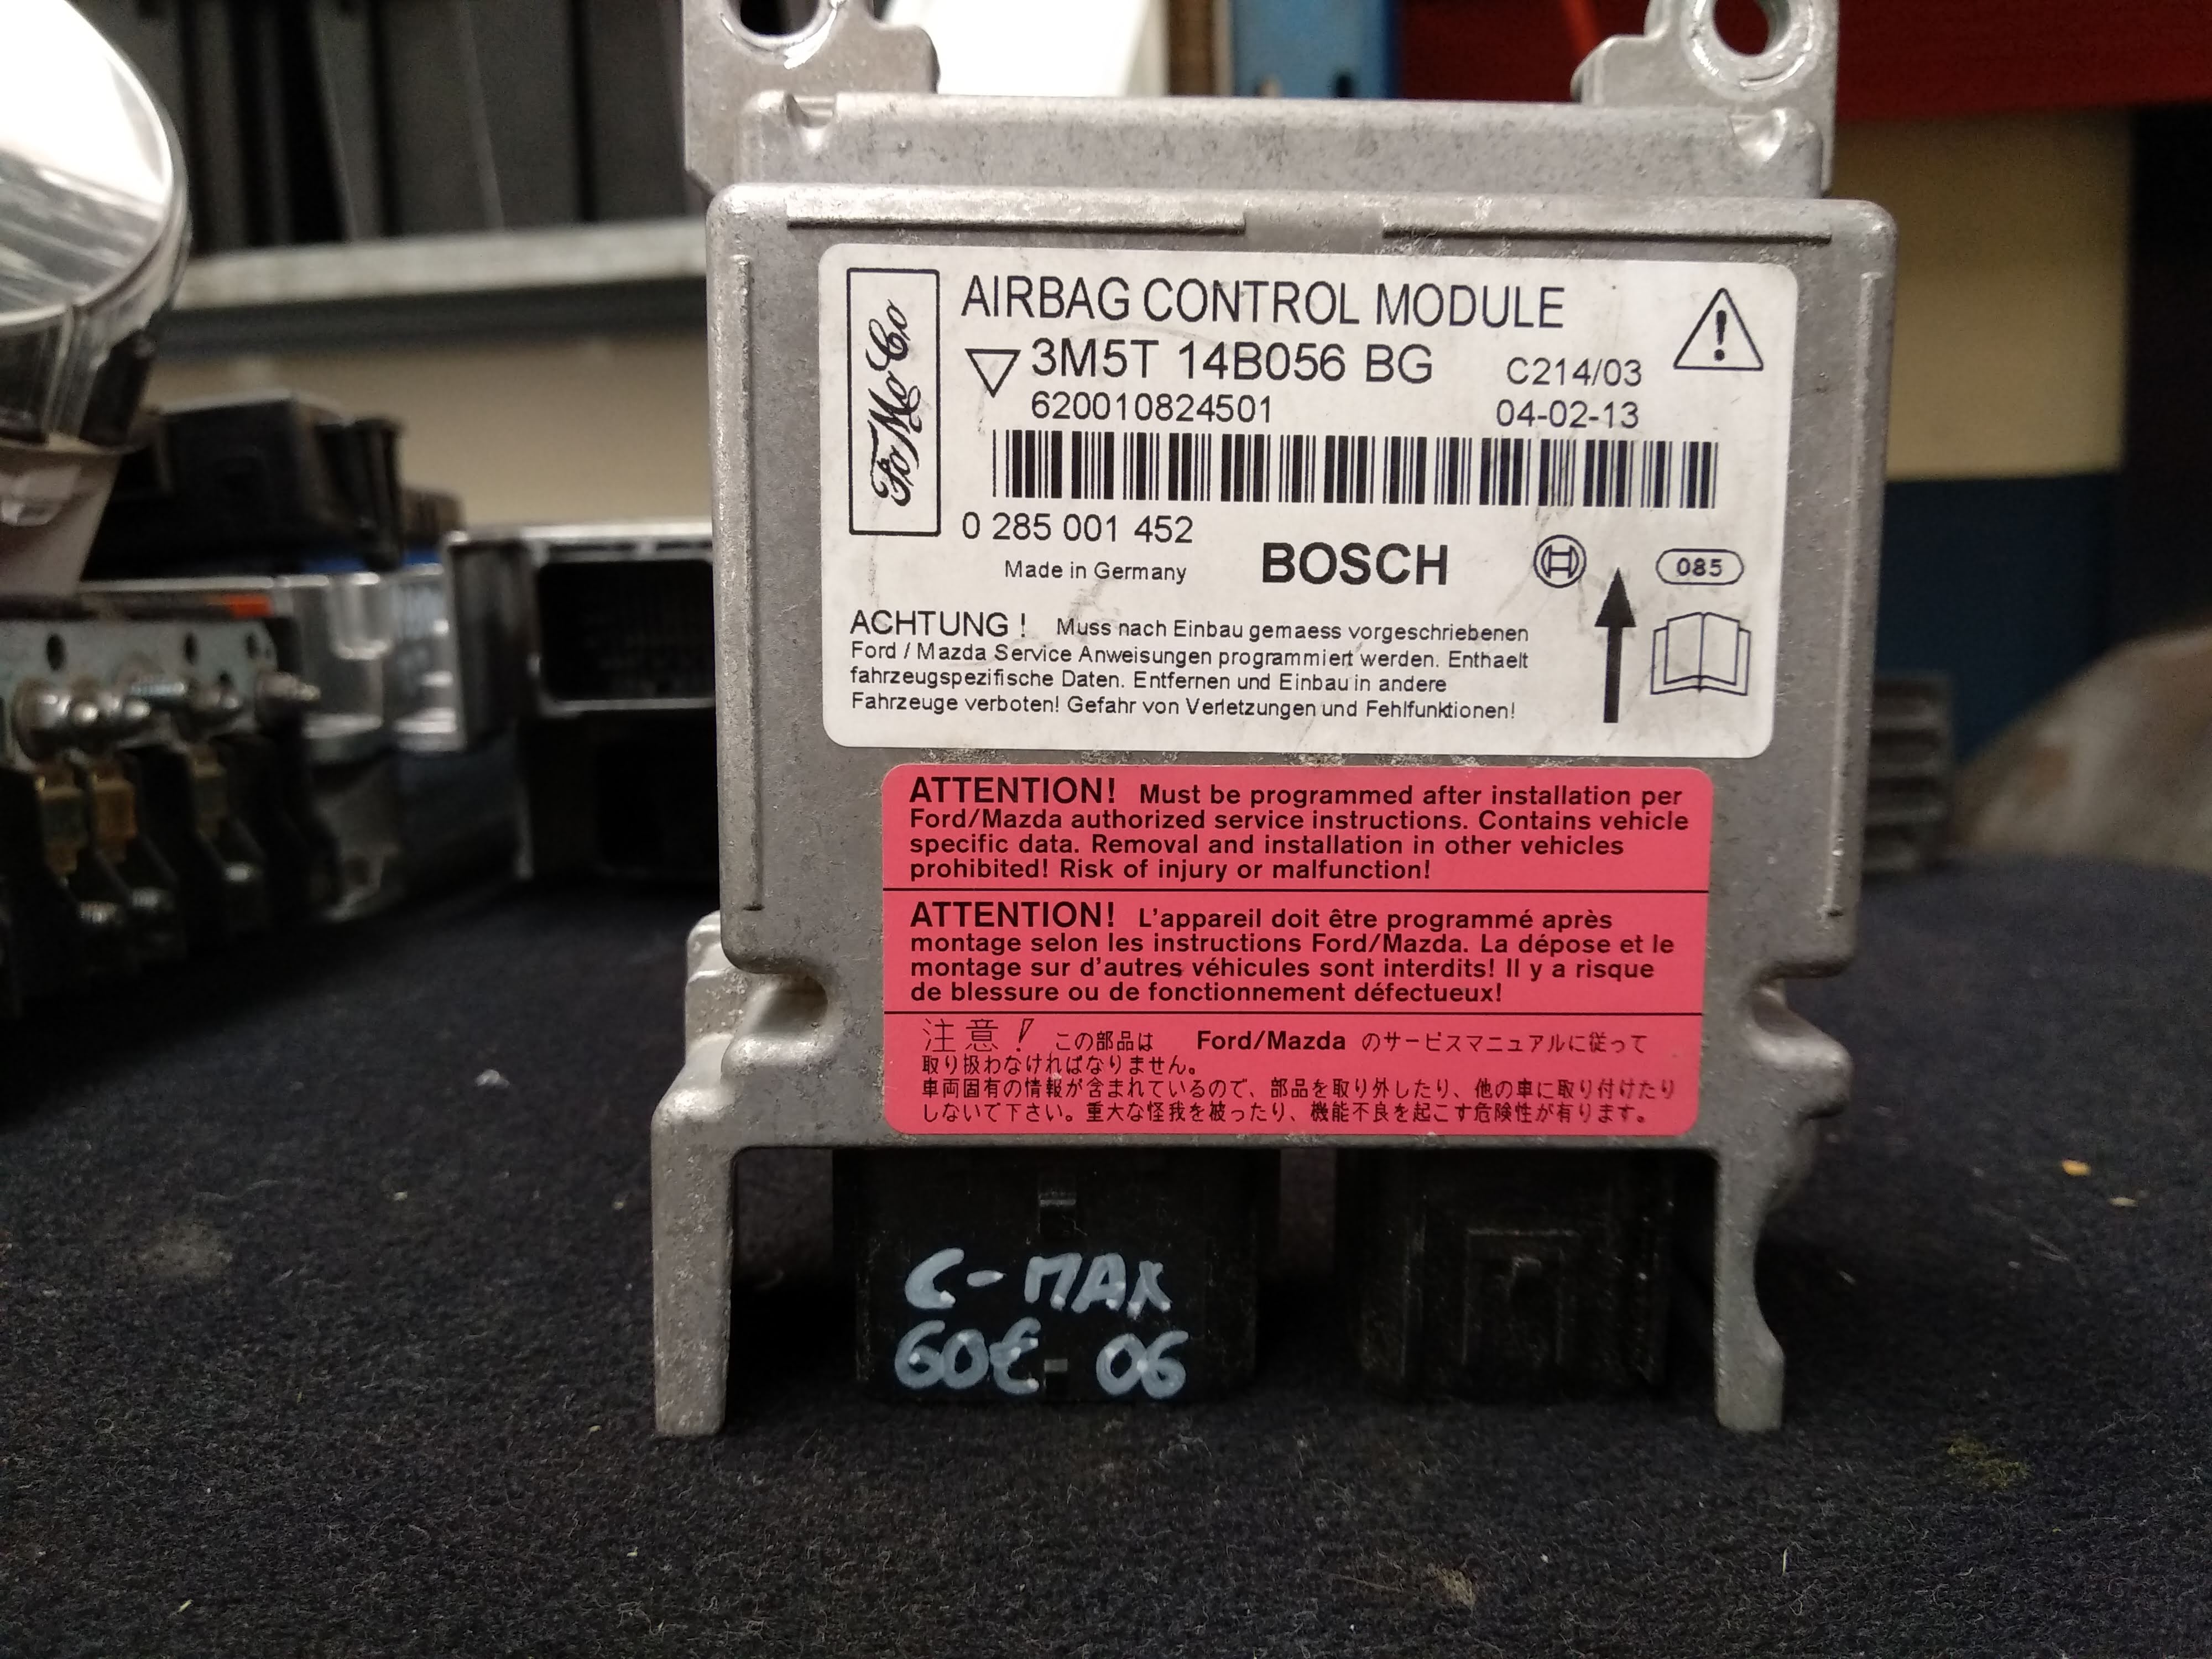 FoMoCo
AIRBAG CONTROL MODULE
3M5T 14B056 BG
C214/03
620010824501
04-02-13
0 285 001 452
Made in Germany
BOSCH
085
ACHTUNG ! Muss nach Einbau gemaess vorgeschriebenen
Ford / Mazda Service Anweisungen programmiert werden. Enthaelt
fahrzeugspezifische Daten. Entfernen und Einbau in andere
Fahrzeuge verboten! Gefahr von Verletzungen und Fehlfunktionen!
ATTENTION! Must be programmed after installation per
Ford/Mazda authorized service instructions. Contains vehicle
specific data. Removal and installation in other vehicles
prohibited! Risk of injury or malfunction!
ATTENTION! L'appareil doit être programmé après
montage selon les instructions Ford/Mazda. La dépose et le
montage sur d'autres véhicules sont interdits! Il y a risque
de blessure ou de fonctionnement défectueux!
注意! この部品は Ford/Mazda のサービスマニュアルに従って
取り扱わなければなりません。
車両固有の情報が含まれているので、部品を取り外したり、他の車に取り付けたり
しないで下さい。重大な怪我を被ったり、機能不良を起こす危険性が有ります。
C-MAX
60€- 06